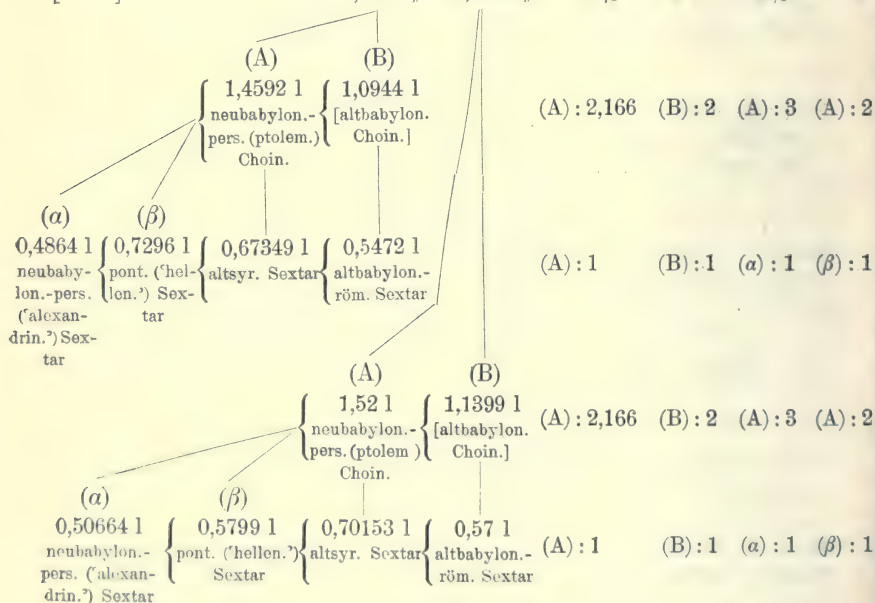 (A) (B)
1,4592 l 1,0944 l
neubabylon.- [altbabylon. (A) : 2,166 (B) : 2 (A) : 3 (A) : 2
pers. (ptolem.) Choin.]
Choin.
(α) (β)
0,4864 l 0,7296 l 0,67349 l 0,5472 l
neubaby- pont. ('hel- altsyr. Sextar altbabylon.- (A) : 1 (B) : 1 (α) : 1 (β) : 1
lon.-pers. len.') Sex- röm. Sextar
('alexan- tar
drin.') Sex-
tar
(A) (B)
1,52 l 1,1399 l
neubabylon.- [altbabylon. (A) : 2,166 (B) : 2 (A) : 3 (A) : 2
pers. (ptolem ) Choin.]
Choin.
(α) (β)
0,50664 l 0,5799 l 0,70153 l 0,57 l
neubabylon.- pont. ('hellen.') altsyr. Sextar altbabylon.- (A) : 1 (B) : 1 (α) : 1 (β) : 1
pers. ('alexan- Sextar röm. Sextar
drin.') Sextar